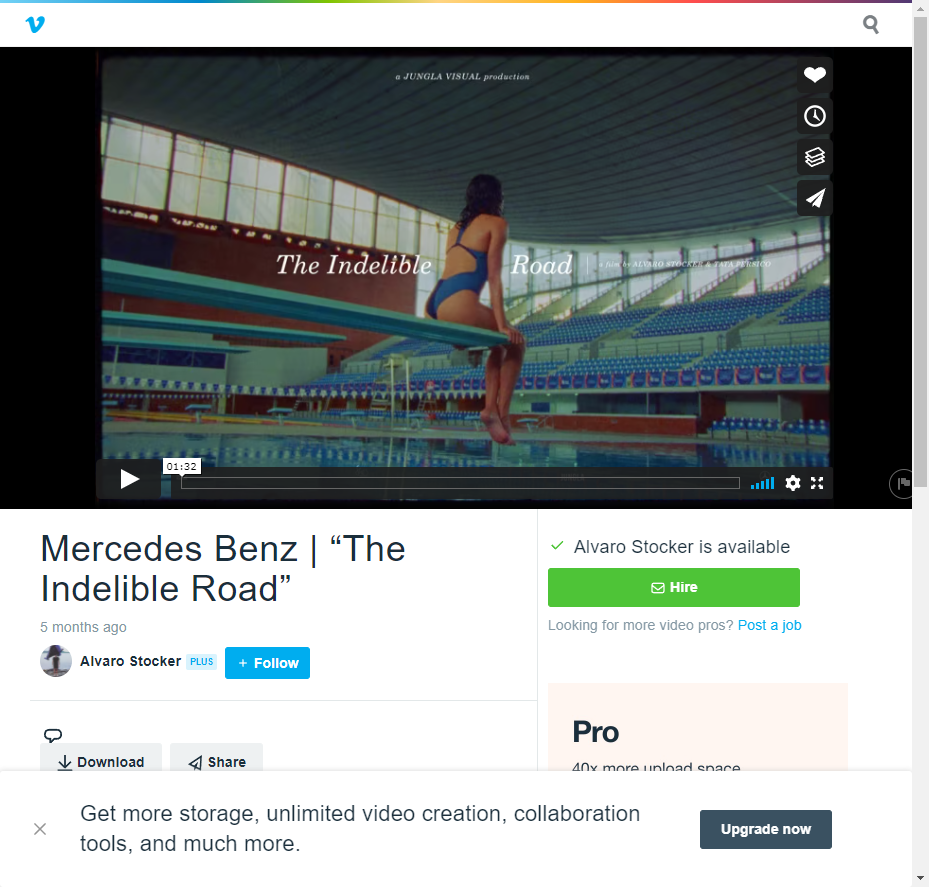 a JUNGLA VISUAL production
The Indelible Road | a film by ALVARO STOCKER & TATA PERSICO
01:32
Mercedes Benz | “The
Indelible Road”
5 months ago
Alvaro Stocker PLUS + Follow
Download Share
Alvaro Stocker is available
Hire
Looking for more video pros? Post a job
Pro
40x more upload space
Get more storage, unlimited video creation, collaboration
tools, and much more.
Upgrade now